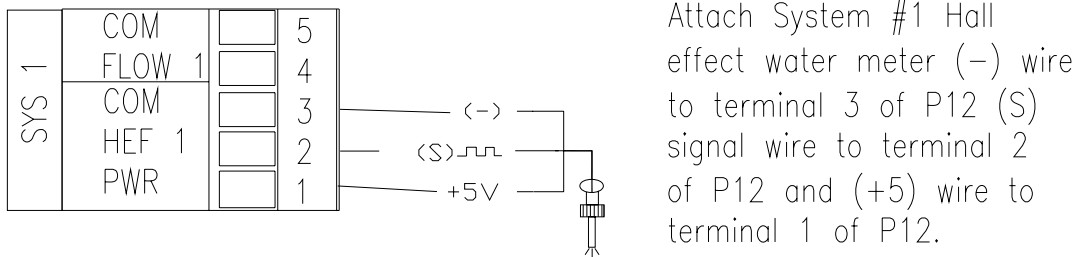 SYS 1
COM 5
FLOW 1 4
COM 3 (-)
HEF 1 2 (S)
PWR 1 +5V
Attach System #1 Hall
effect water meter (-) wire
to terminal 3 of P12 (S)
signal wire to terminal 2
of P12 and (+5) wire to
terminal 1 of P12.